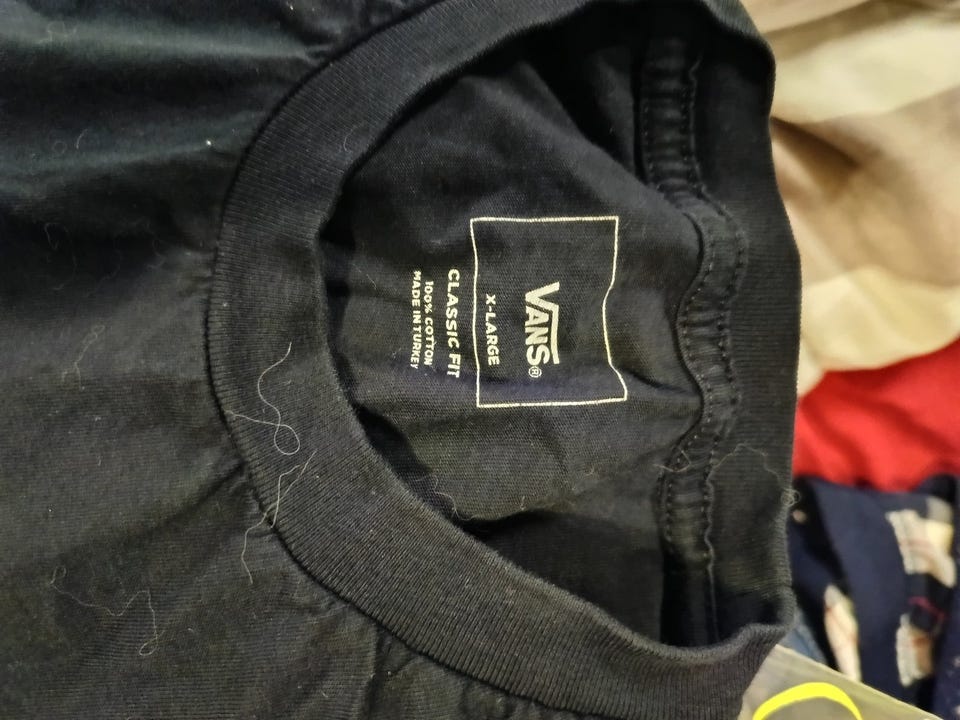 VANS®
X-LARGE
CLASSIC FIT
100% COTTON
MADE IN TURKEY